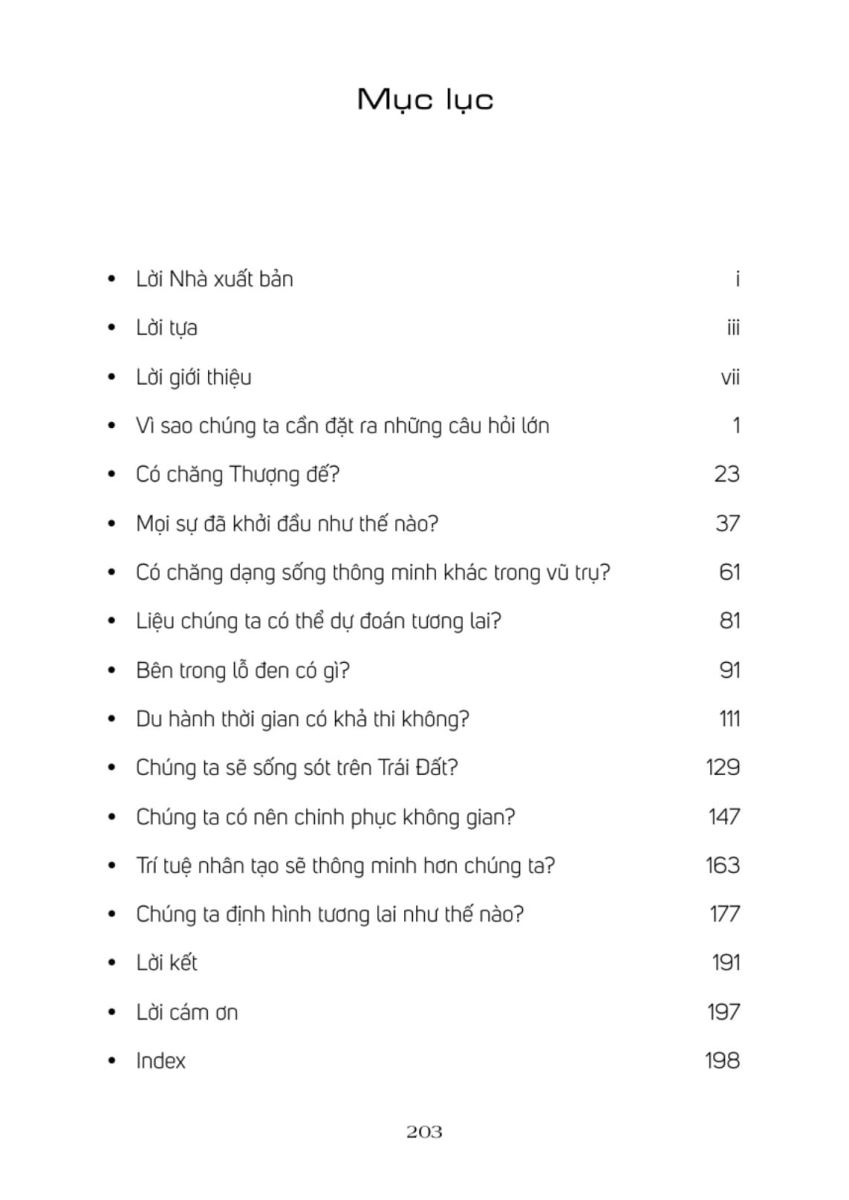 Mục lục
• Lời Nhà xuất bản i
• Lời tựa iii
• Lời giới thiệu vii
• Vì sao chúng ta cần đặt ra những câu hỏi lớn 1
• Có chăng Thượng đế? 23
• Mọi sự đã khởi đầu như thế nào? 37
• Có chăng dạng sống thông minh khác trong vũ trụ? 61
• Liệu chúng ta có thể dự đoán tương lai? 81
• Bên trong lỗ đen có gì? 91
• Du hành thời gian có khả thi không? 111
• Chúng ta sẽ sống sót trên Trái Đất? 129
• Chúng ta có nên chinh phục không gian? 147
• Trí tuệ nhân tạo sẽ thông minh hơn chúng ta? 163
• Chúng ta định hình tương lai như thế nào? 177
• Lời kết 191
• Lời cám ơn 197
• Index 198
203